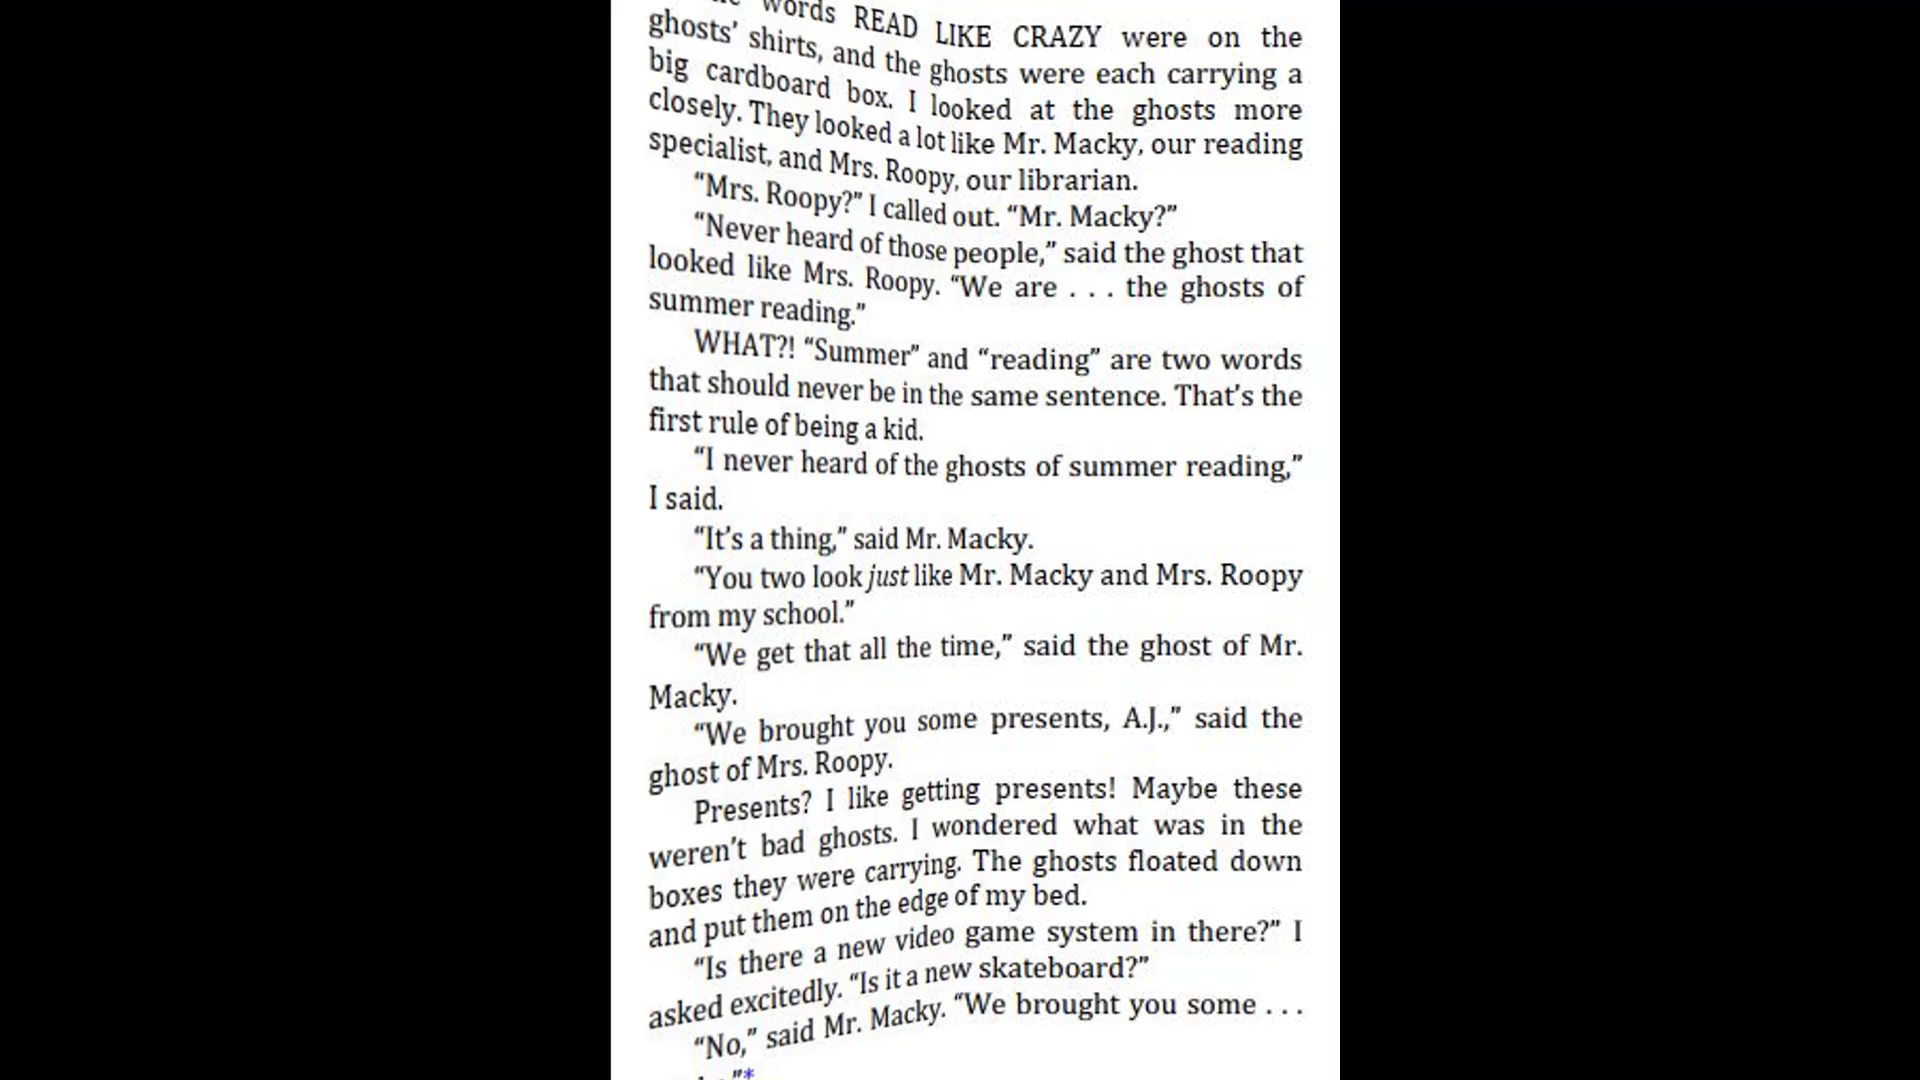 words READ LIKE CRAZY were on the
ghosts’ shirts, and the ghosts were each carrying a
big cardboard box. I looked at the ghosts more
closely. They looked a lot like Mr. Macky, our reading
specialist, and Mrs. Roopy, our librarian.
“Mrs. Roopy?” I called out. “Mr. Macky?”
“Never heard of those people,” said the ghost that
looked like Mrs. Roopy. “We are . . . the ghosts of
summer reading.”
WHAT?! “Summer” and “reading” are two words
that should never be in the same sentence. That’s the
first rule of being a kid.
“I never heard of the ghosts of summer reading,”
I said.
“It’s a thing,” said Mr. Macky.
“You two look just like Mr. Macky and Mrs. Roopy
from my school.”
“We get that all the time,” said the ghost of Mr.
Macky.
“We brought you some presents, A.J.,” said the
ghost of Mrs. Roopy.
Presents? I like getting presents! Maybe these
weren’t bad ghosts. I wondered what was in the
boxes they were carrying. The ghosts floated down
and put them on the edge of my bed.
“Is there a new video game system in there?” I
asked excitedly. “Is it a new skateboard?”
“No,” said Mr. Macky. “We brought you some . . .